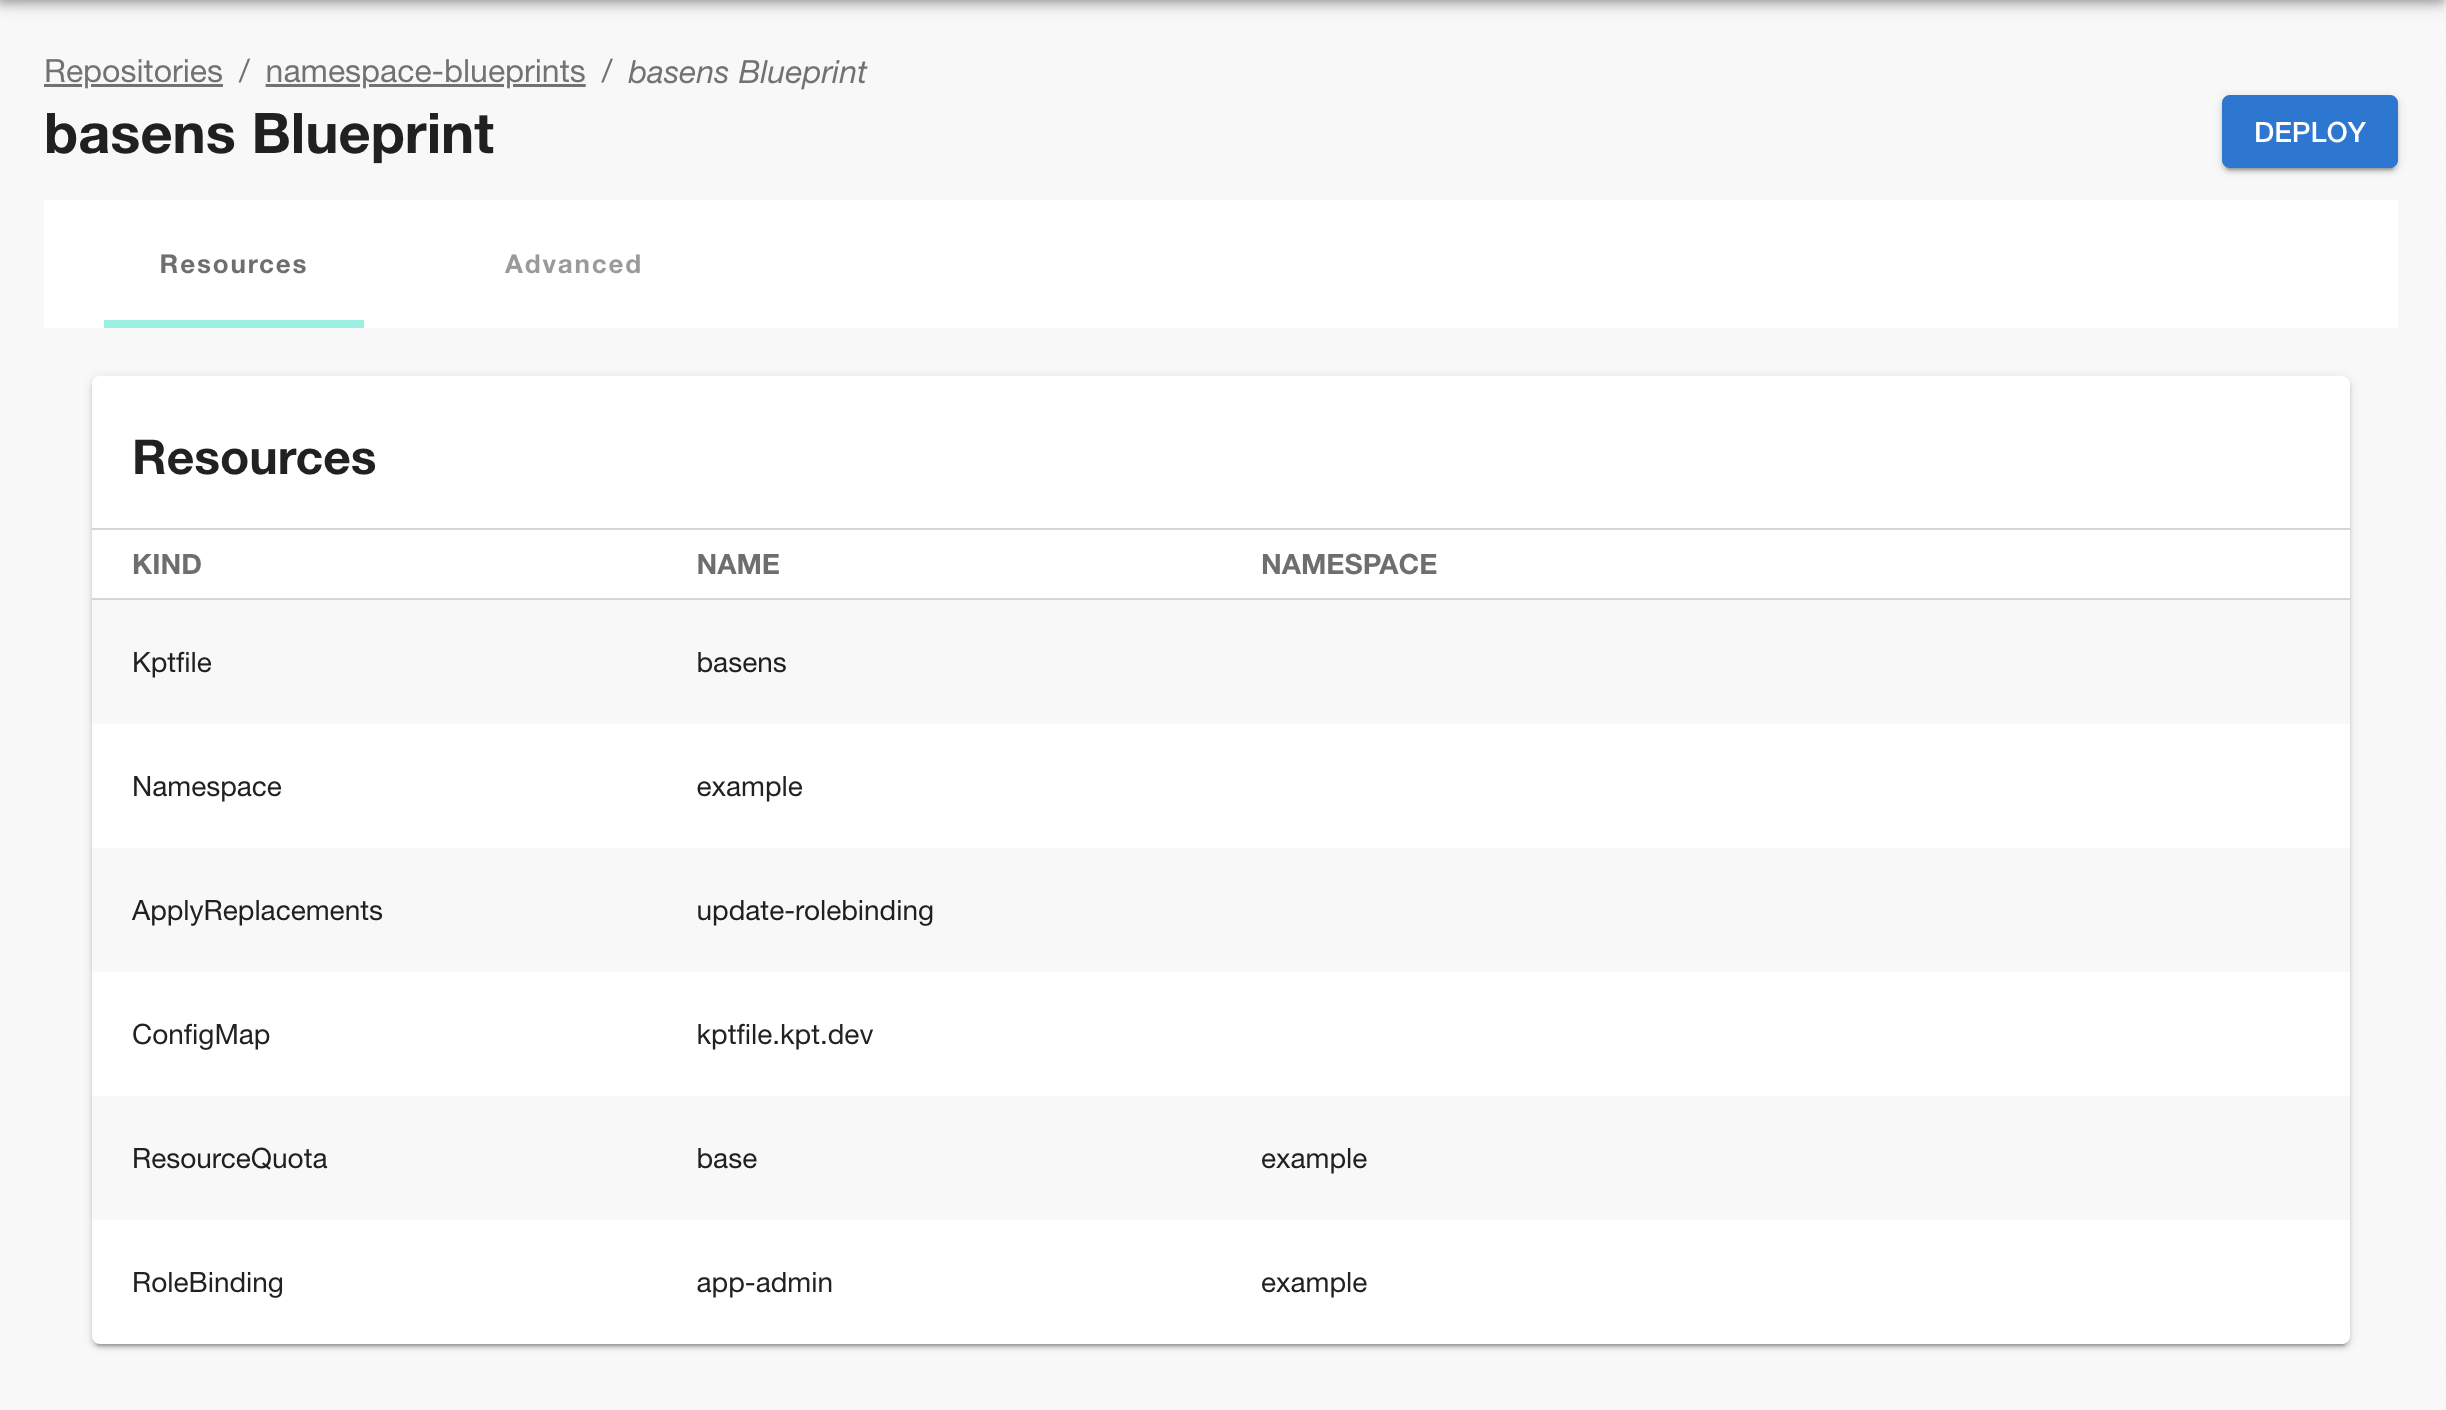 Repositories / namespace-blueprints / basens Blueprint
basens Blueprint
DEPLOY
Resources Advanced
Resources
KIND NAME NAMESPACE
Kptfile basens
Namespace example
ApplyReplacements update-rolebinding
ConfigMap kptfile.kpt.dev
ResourceQuota base example
RoleBinding app-admin example